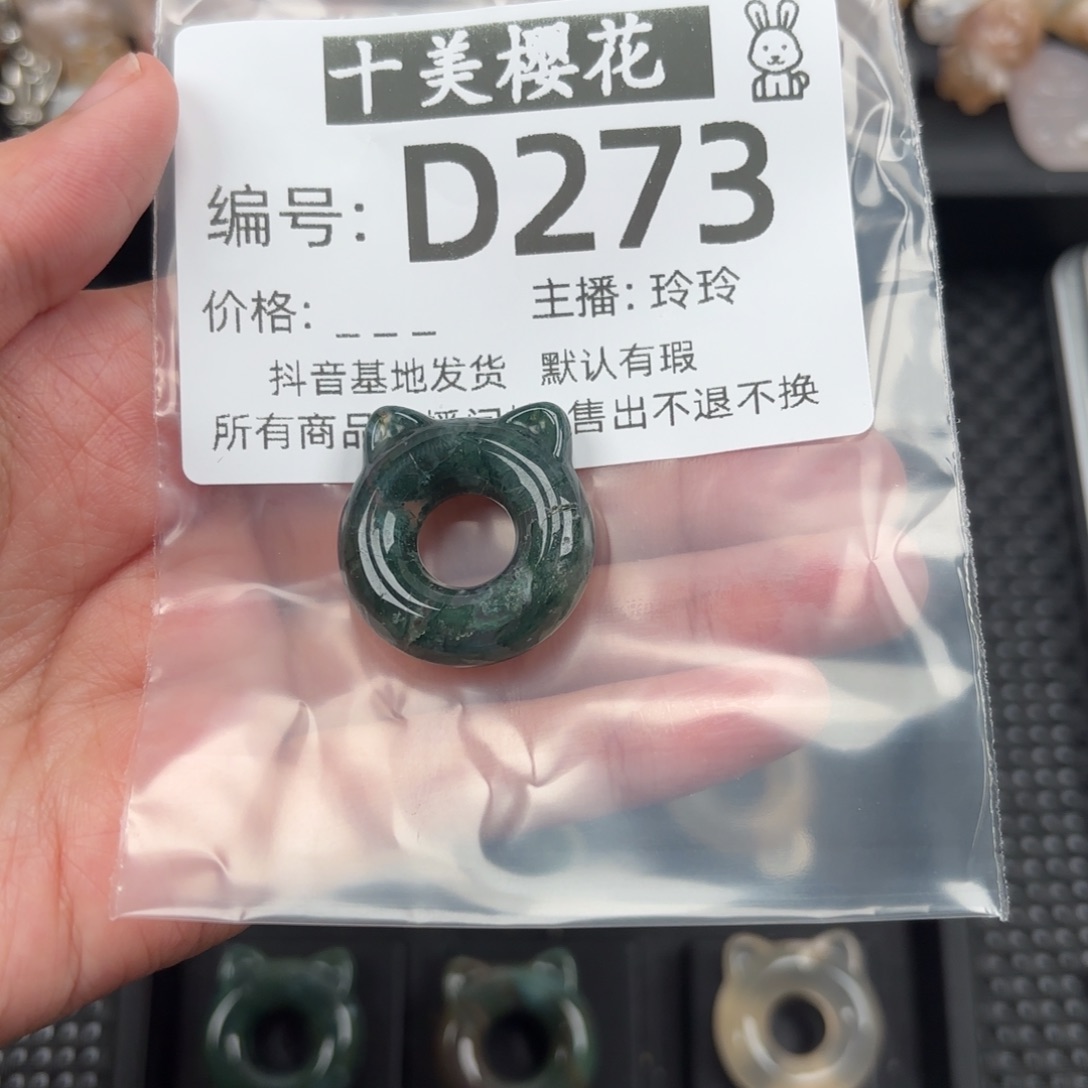 十美樱花
编号: D273
价格: _ _ _ 主播: 玲玲
抖音基地发货 默认有瑕
所有商品 售出不退不换